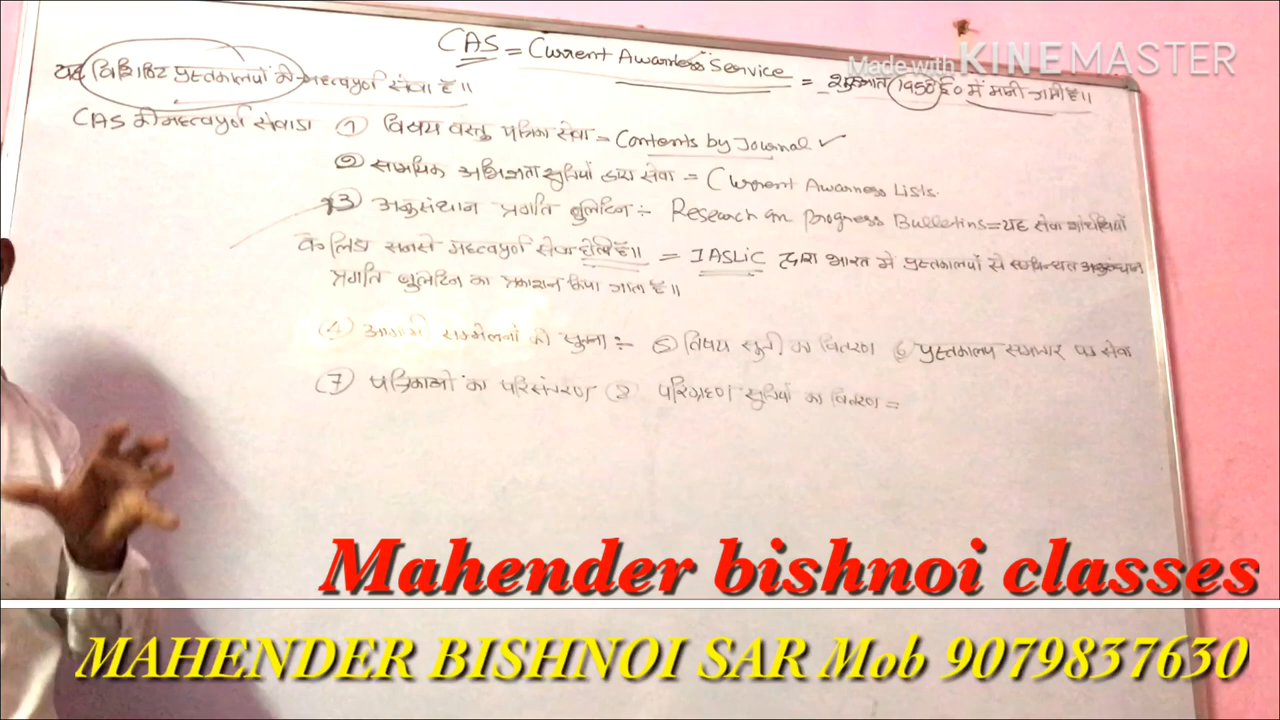 CAS = Current Awarness Service
Made with KINEMASTER
यह विशिष्ट पुस्तकालयों की महत्वपूर्ण सेवा है॥ = शुरुआत 1950 ई० में मानी जाती है॥
CAS की महत्वपूर्ण सेवाऐ ① विषय वस्तु पत्रिका सेवा = Contents by Journal ✓
② सामयिक अभिज्ञता सुचियों द्वारा सेवा = Current Awarness Lists.
③ अनुसंधान प्रगति बुलेटिन ÷ Research in progress Bulletins = यह सेवा शोधार्थियों
के लिए सबसे महत्वपुर्ण सेवा होती है॥ = IASLIC द्वारा भारत मे पुस्तकालयों से सम्बन्धित अनुसन्धान
प्रगति बुलेटिन का प्रकाशन किया जाता है॥
④ आगामी सम्मेलनों की सुचना ÷ ⑤ विषय सुची का वितरण ⑥ पुस्तकालय समाचार पत्र सेवा
⑦ पत्रिकाओं का परिसंचरण ⑧ परिग्रहण सुचियों का वितरण =
Mahender bishnoi classes
MAHENDER BISHNOI SAR Mob 9079837630